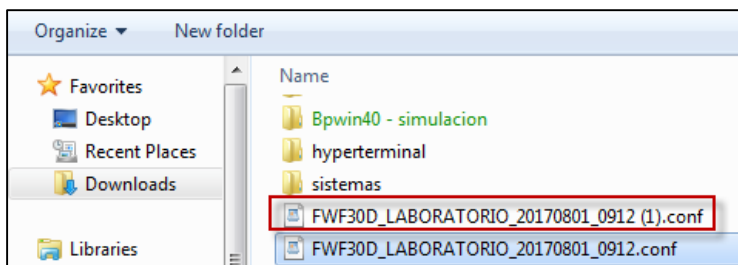 Organize New folder
Favorites
Desktop
Recent Places
Downloads
Libraries
Name
Bpwin40 - simulacion
hyperterminal
sistemas
FWF30D_LABORATORIO_20170801_0912 (1).conf
FWF30D_LABORATORIO_20170801_0912.conf